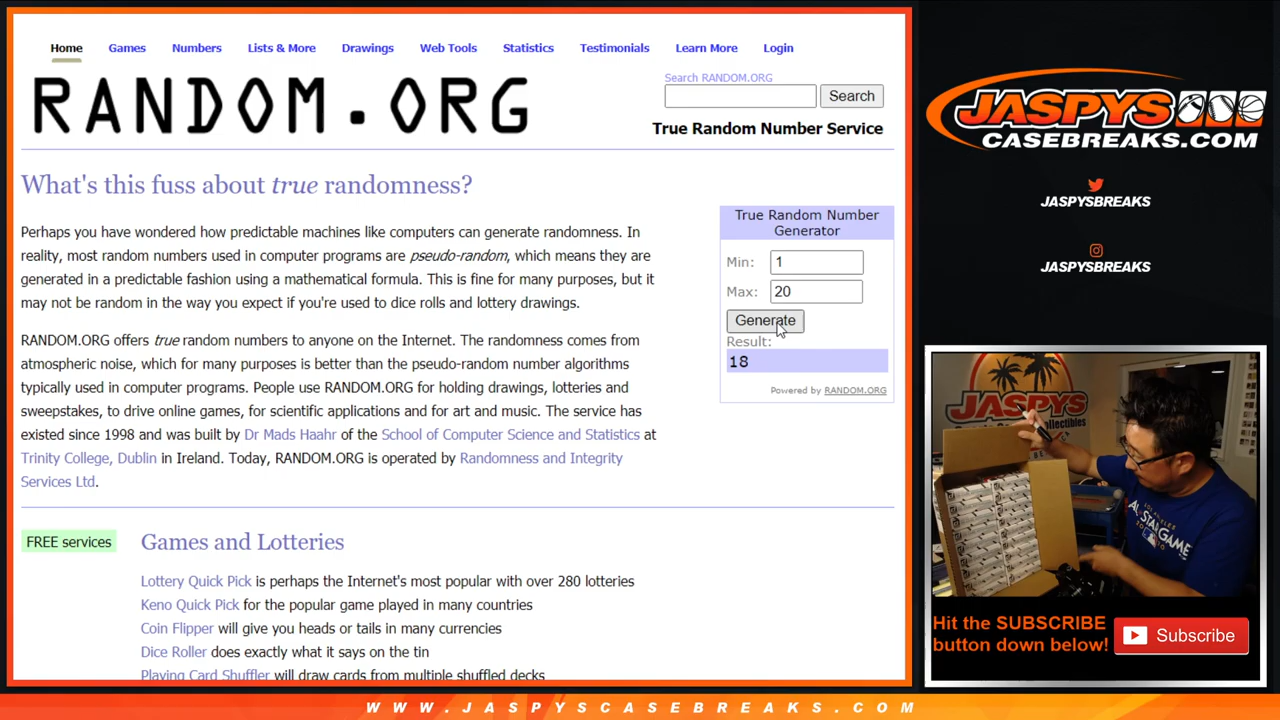 Home Games Numbers Lists & More Drawings Web Tools Statistics Testimonials Learn More Login
RANDOM.ORG
Search RANDOM.ORG
Search
True Random Number Service
What's this fuss about true randomness?
Perhaps you have wondered how predictable machines like computers can generate randomness. In
reality, most random numbers used in computer programs are pseudo-random, which means they are
generated in a predictable fashion using a mathematical formula. This is fine for many purposes, but it
may not be random in the way you expect if you're used to dice rolls and lottery drawings.
RANDOM.ORG offers true random numbers to anyone on the Internet. The randomness comes from
atmospheric noise, which for many purposes is better than the pseudo-random number algorithms
typically used in computer programs. People use RANDOM.ORG for holding drawings, lotteries and
sweepstakes, to drive online games, for scientific applications and for art and music. The service has
existed since 1998 and was built by Dr Mads Haahr of the School of Computer Science and Statistics at
Trinity College, Dublin in Ireland. Today, RANDOM.ORG is operated by Randomness and Integrity
Services Ltd.
True Random Number
Generator
Min: 1
Max: 20
Generate
Result:
18
Powered by RANDOM.ORG
FREE services
Games and Lotteries
Lottery Quick Pick is perhaps the Internet's most popular with over 280 lotteries
Keno Quick Pick for the popular game played in many countries
Coin Flipper will give you heads or tails in many currencies
Dice Roller does exactly what it says on the tin
Playing Card Shuffler will draw cards from multiple shuffled decks
JASPYS
CASEBREAKS.COM
JASPYSBREAKS
JASPYSBREAKS
JASPYS
LOS ANGELES
ALL STAR GAME
Hit the SUBSCRIBE
button down below!
Subscribe
WWW.JASPYSCASEBREAKS.COM